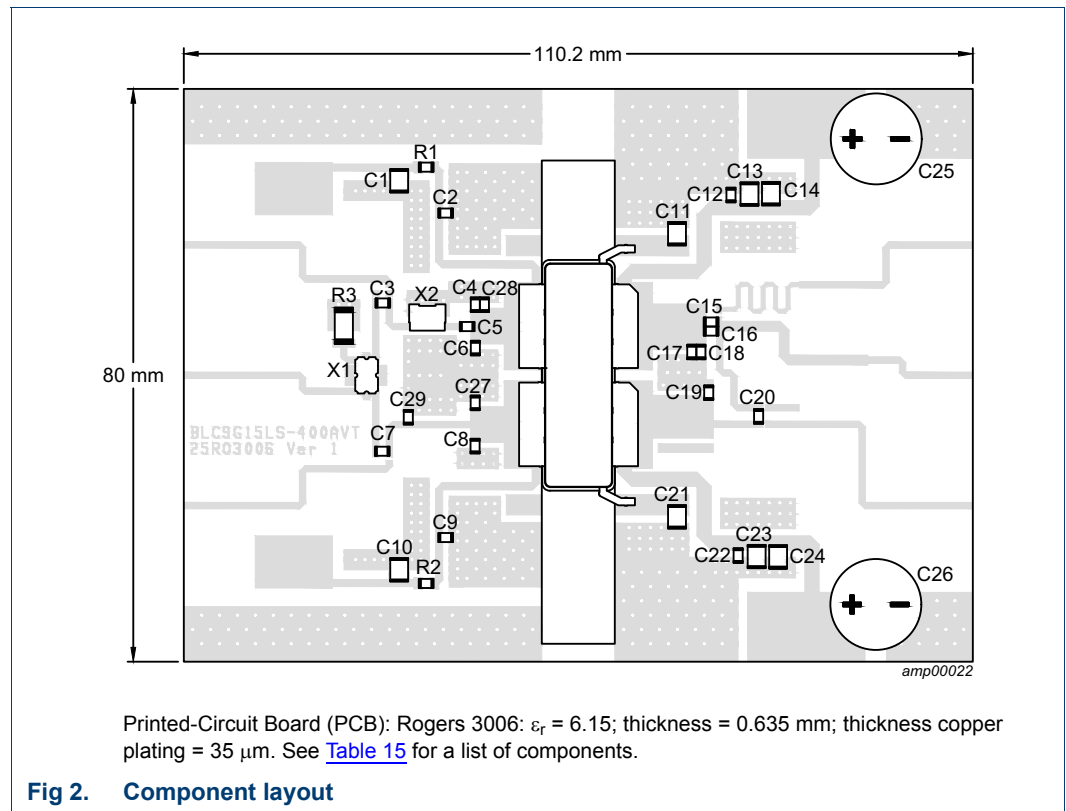 110.2 mm
80 mm
R1
C1
C2
C13
C12
C14
C25
C11
C3
R3
X2
C4
C28
C5
C15
C16
C6
C17
C18
X1
C27
C19
C29
C20
BLC9G15LS-400AVT
25RO3006 Ver 1
C7
C8
C21
C9
C10
R2
C23
C22
C24
C26
+ −
+ −
amp00022
Printed-Circuit Board (PCB): Rogers 3006: εr = 6.15; thickness = 0.635 mm; thickness copper
plating = 35 μm. See Table 15 for a list of components.
Fig 2. Component layout